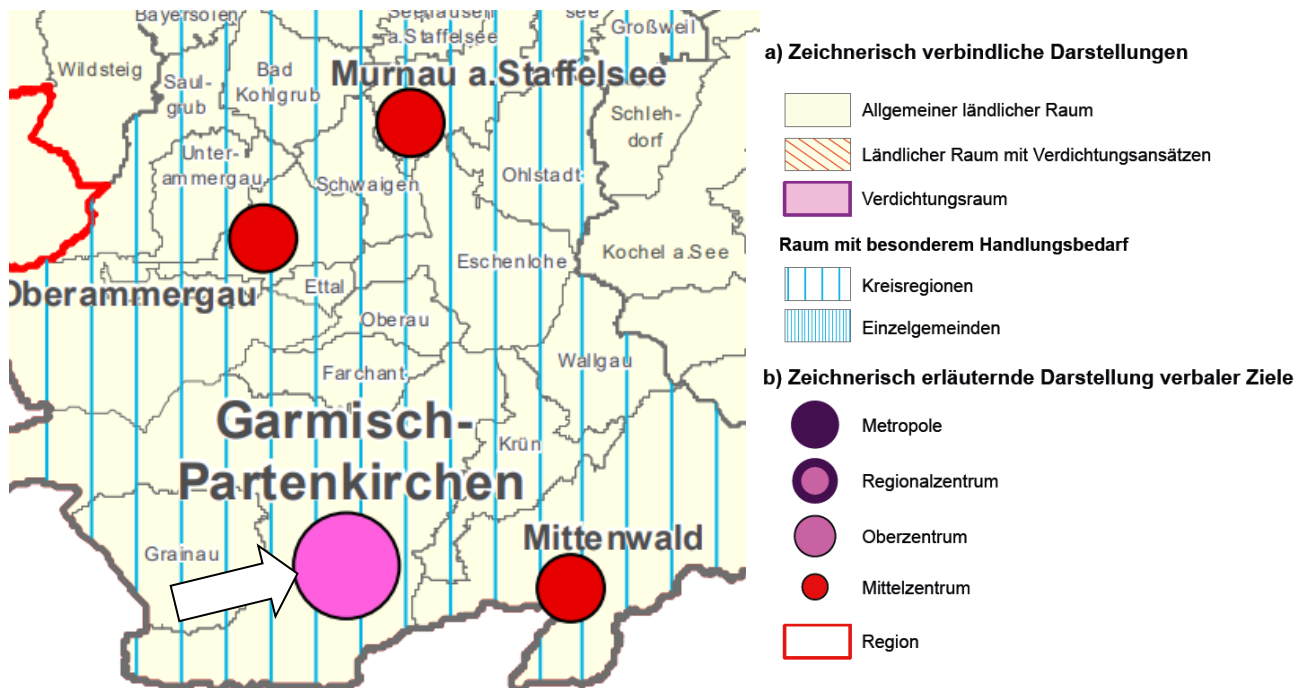 Bayersoien
Seehausen
a.Staffelsee
see
Großweil
Wildsteig
Saul-
grub
Bad
Kohlgrub
Murnau a.Staffelsee
Schleh-
dorf
Unter-
ammergau
Schwaigen
Ohlstadt
Kochel a.See
Eschenlohe
Ettal
Oberammergau
Oberau
Wallgau
Farchant
Garmisch-
Partenkirchen
Krün
Mittenwald
Grainau
a) Zeichnerisch verbindliche Darstellungen
Allgemeiner ländlicher Raum
Ländlicher Raum mit Verdichtungsansätzen
Verdichtungsraum
Raum mit besonderem Handlungsbedarf
Kreisregionen
Einzelgemeinden
b) Zeichnerisch erläuternde Darstellung verbaler Ziele
Metropole
Regionalzentrum
Oberzentrum
Mittelzentrum
Region